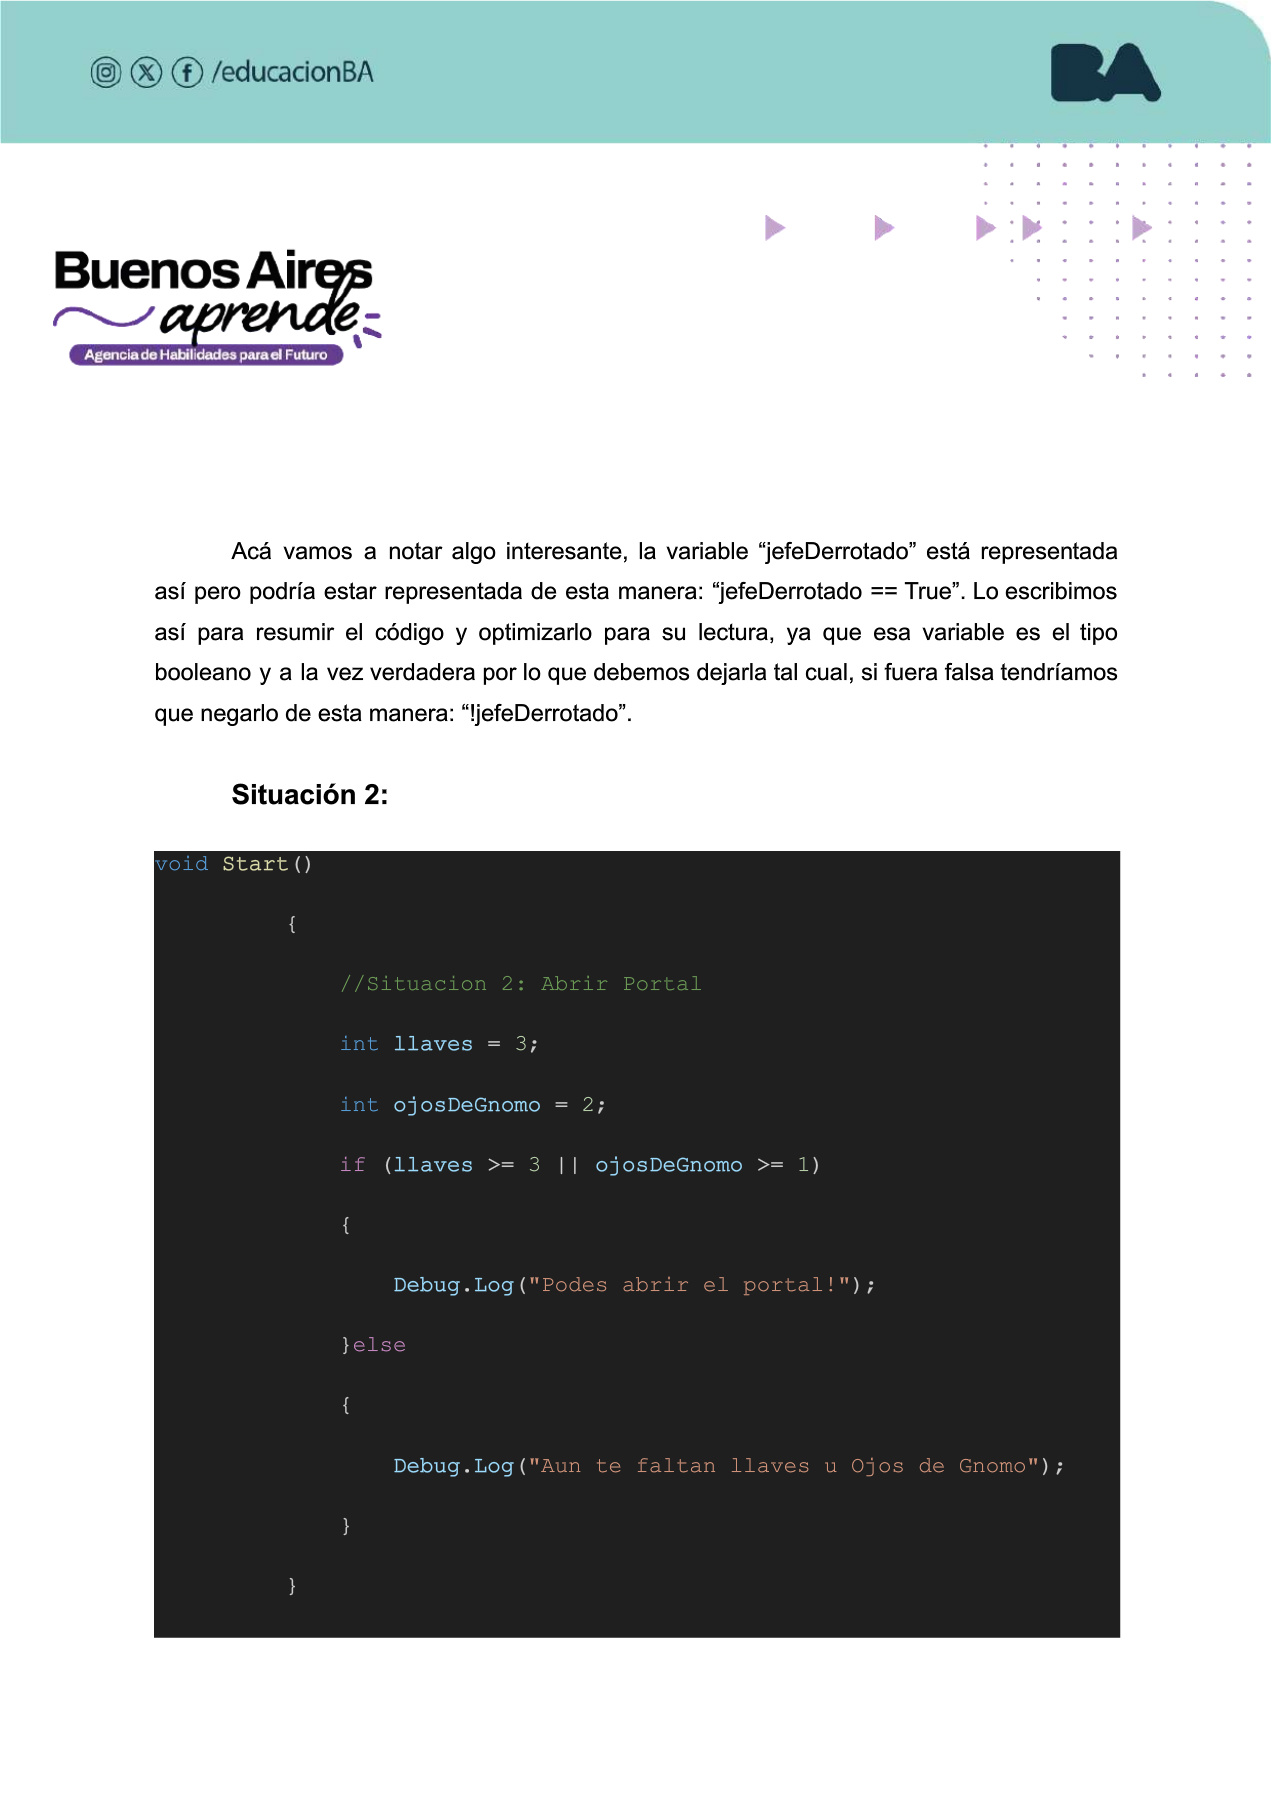 /educacionBA
BA
Buenos Aires
aprende
Agencia de Habilidades para el Futuro
Acá vamos a notar algo interesante, la variable “jefeDerrotado” está representada
así pero podría estar representada de esta manera: “jefeDerrotado == True”. Lo escribimos
así para resumir el código y optimizarlo para su lectura, ya que esa variable es el tipo
booleano y a la vez verdadera por lo que debemos dejarla tal cual, si fuera falsa tendríamos
que negarlo de esta manera: “!jefeDerrotado”.
Situación 2:
void Start()
{
//Situacion 2: Abrir Portal
int llaves = 3;
int ojosDeGnomo = 2;
if (llaves >= 3 || ojosDeGnomo >= 1)
{
Debug.Log("Podes abrir el portal!");
}else
{
Debug.Log("Aun te faltan llaves u Ojos de Gnomo");
}
}